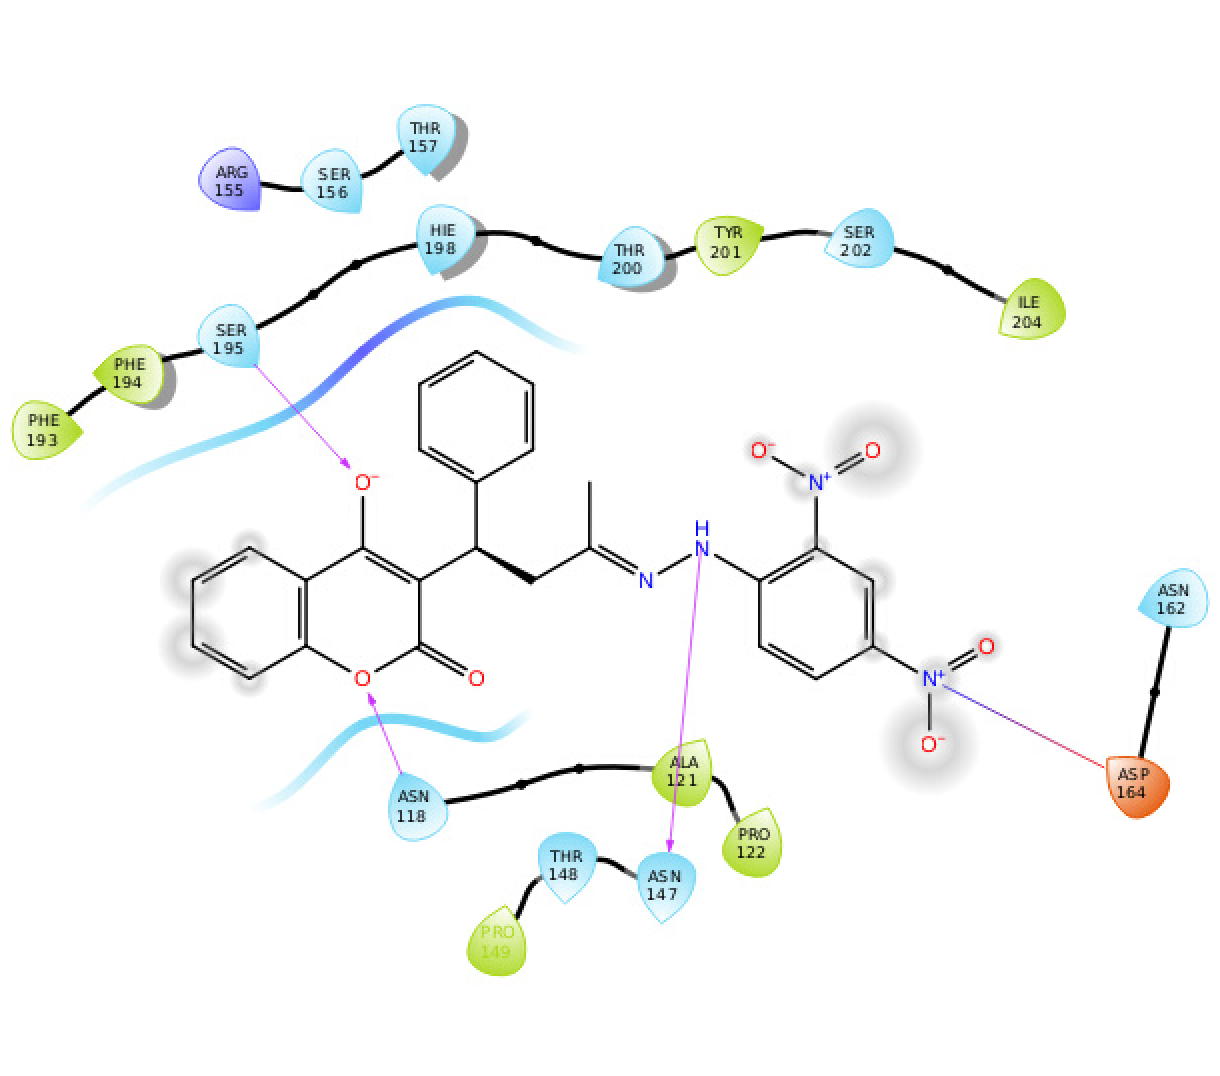 THR
157
ARG
155
SER
156
HIE
198
THR
200
TYR
201
SER
202
ILE
204
SER
195
PHE
194
PHE
193
O⁻
O⁻
O
N⁺
H
N
N
O
O
O
N⁺
O⁻
ASN
162
ASP
164
ALA
121
ASN
118
PRO
122
THR
148
ASN
147
PRO
149